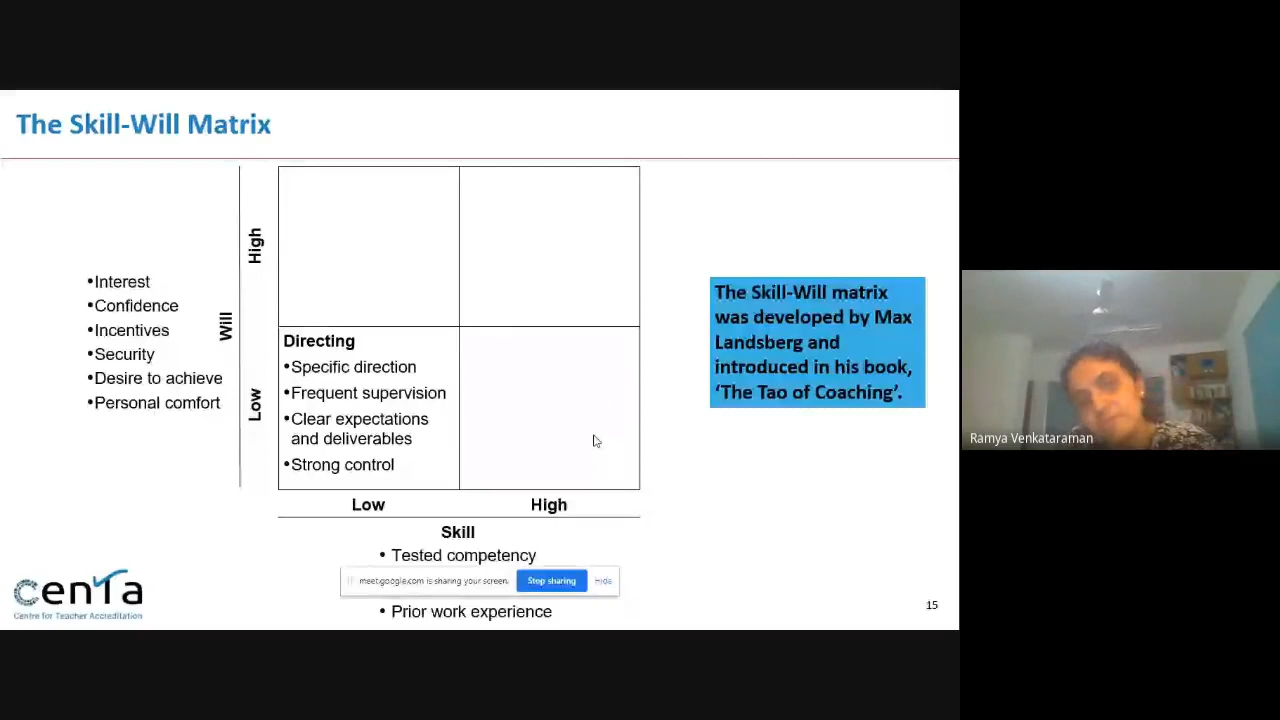 The Skill-Will Matrix
High
Will
Low
•Interest
•Confidence
•Incentives
•Security
•Desire to achieve
•Personal comfort
Directing
•Specific direction
•Frequent supervision
•Clear expectations
and deliverables
•Strong control
Low
High
Skill
• Tested competency
meet.google.com is sharing your screen.
Stop sharing
Hide
• Prior work experience
The Skill-Will matrix
was developed by Max
Landsberg and
introduced in his book,
‘The Tao of Coaching’.
Ramya Venkataraman
cenTa
Centre for Teacher Accreditation
15